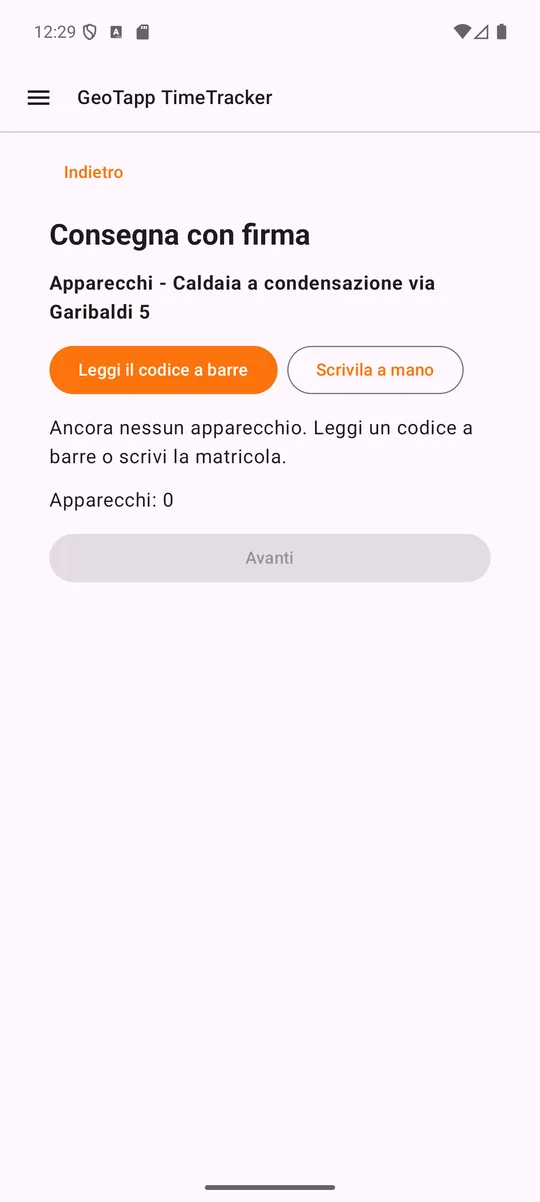 12:29
GeoTapp TimeTracker
Indietro
Consegna con firma
Apparecchi - Caldaia a condensazione via
Garibaldi 5
Leggi il codice a barre
Scrivila a mano
Ancora nessun apparecchio. Leggi un codice a
barre o scrivi la matricola.
Apparecchi: 0
Avanti